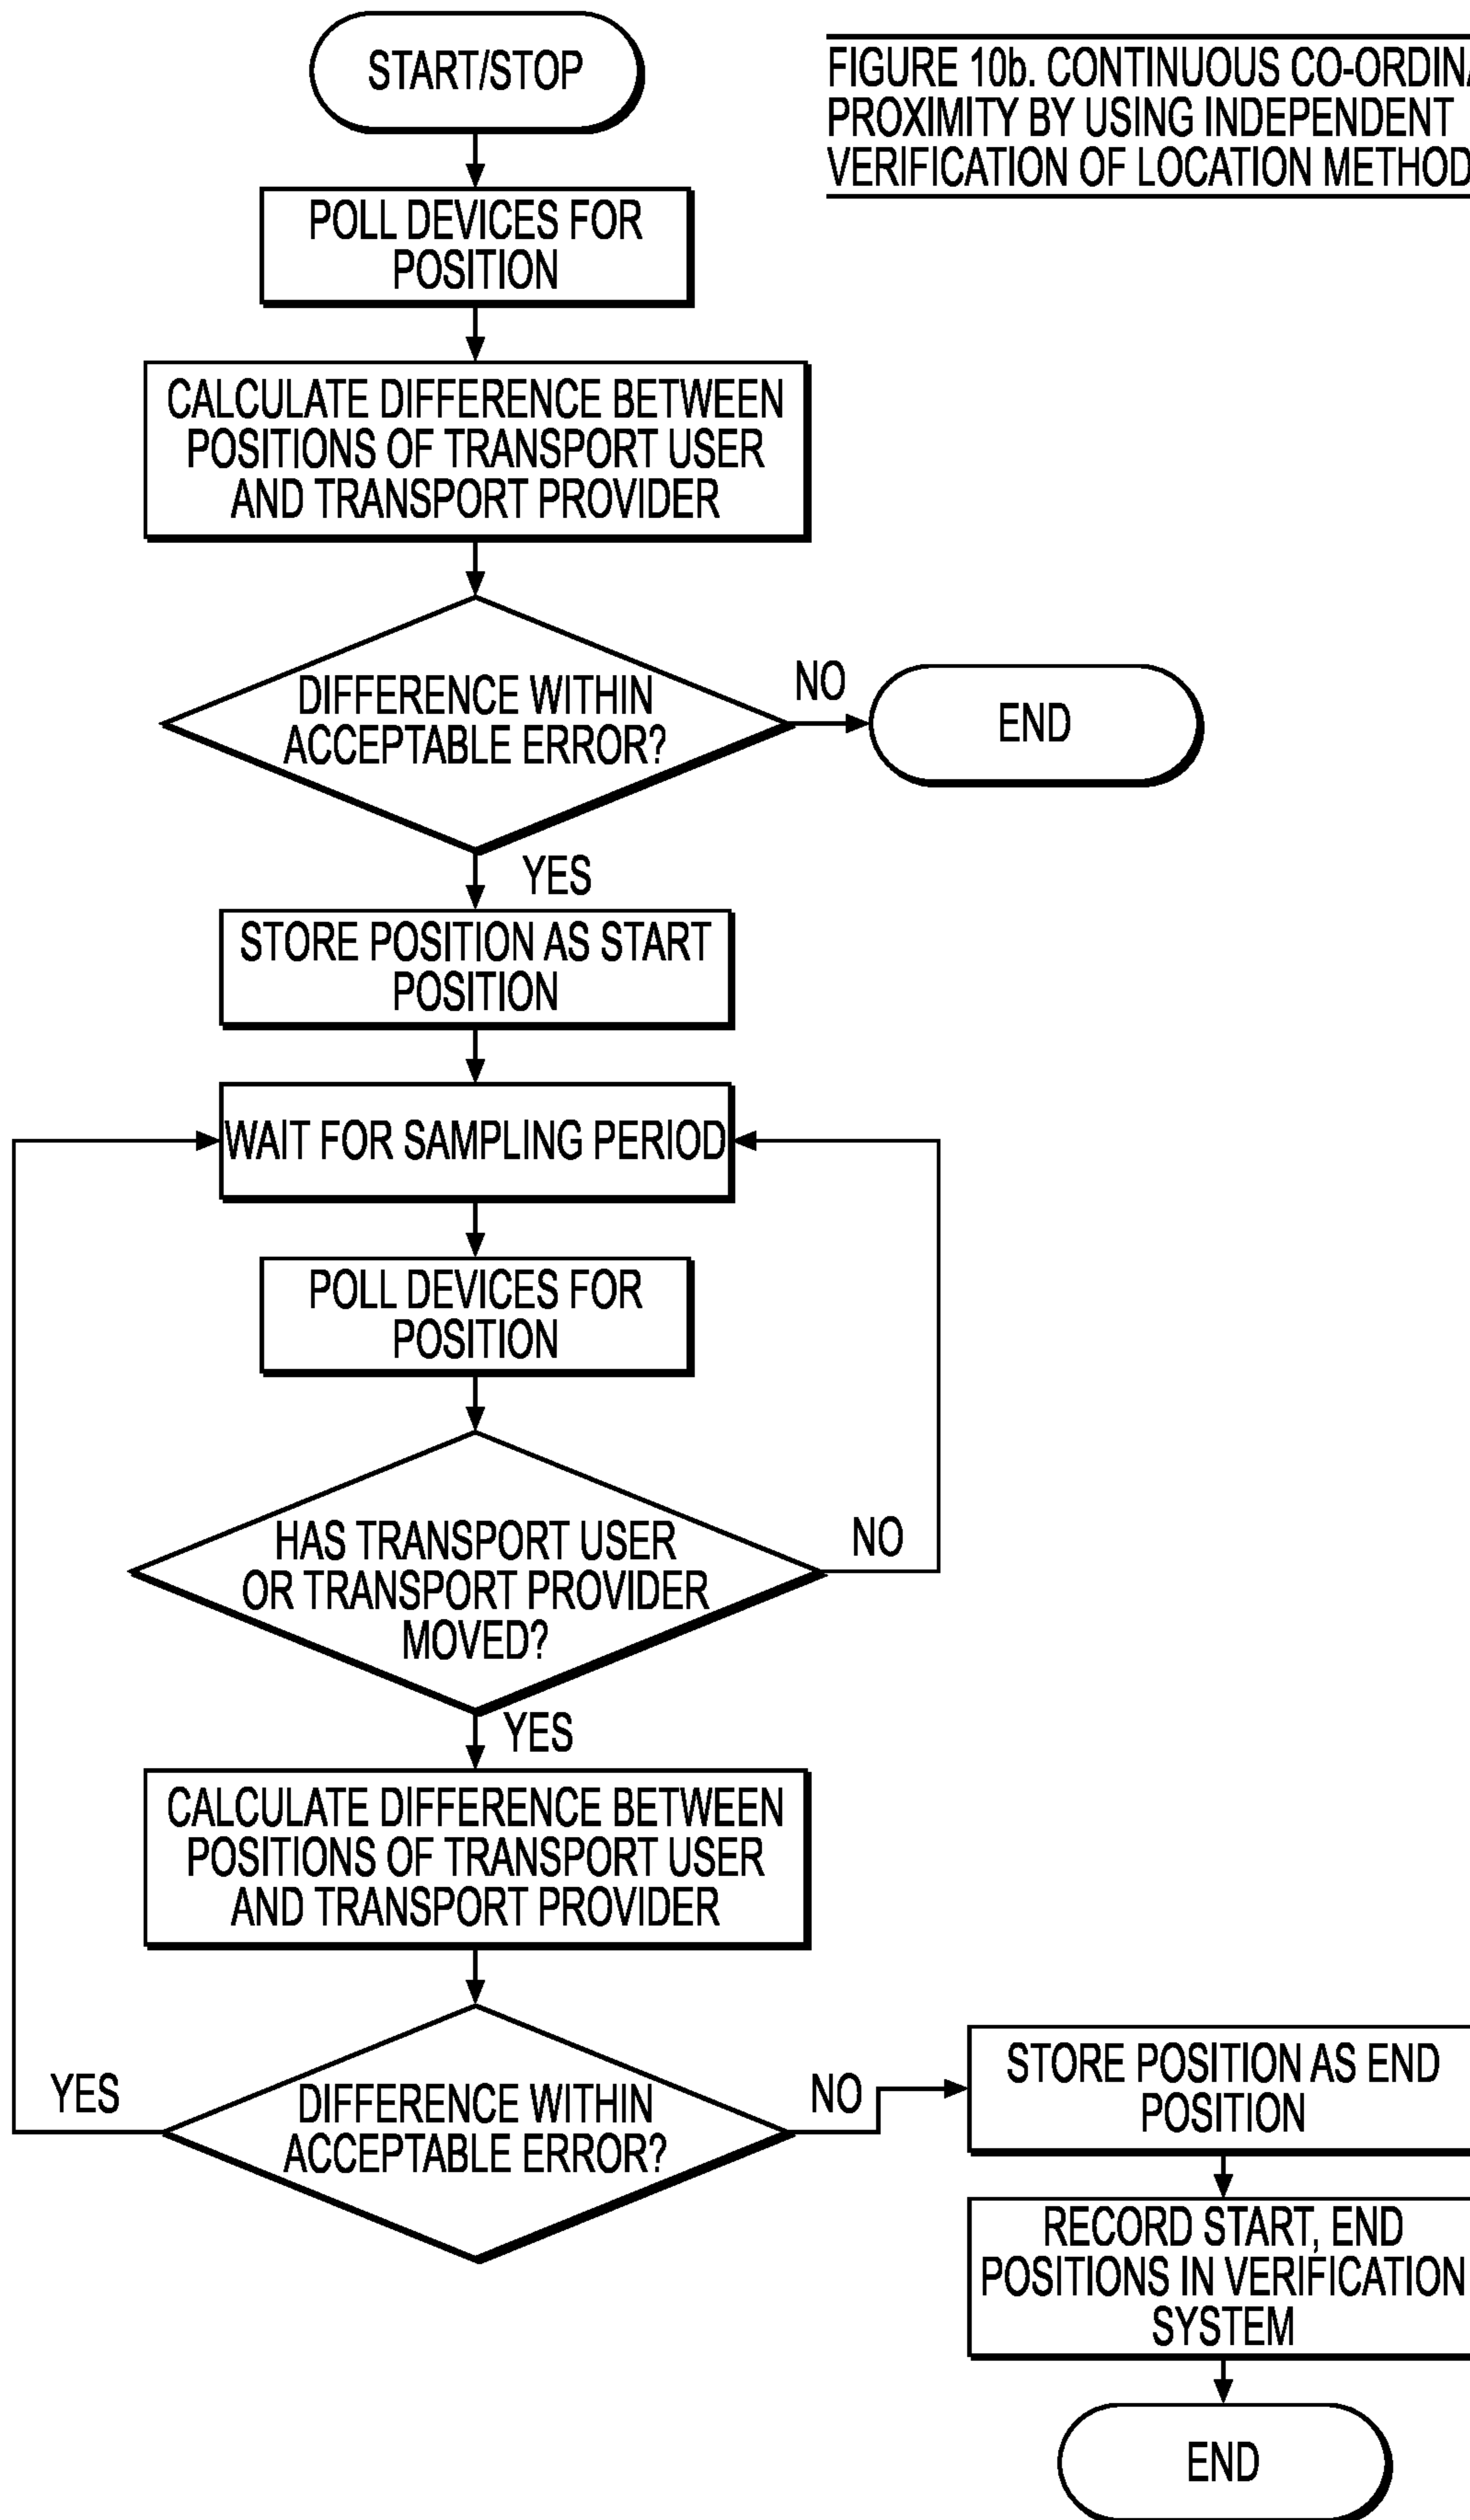 START/STOP
FIGURE 10b. CONTINUOUS
PROXIMITY BY USING INDEPENDENT
VERIFICATION OF LOCATION METHOD
POLL DEVICES FOR
POSITION
CALCULATE DIFFERENCE BETWEEN
POSITIONS OF TRANSPORT USER
AND TRANSPORT PROVIDER
DIFFERENCE WITHIN
ACCEPTABLE ERROR?
NO
END
YES
STORE POSITION AS START
POSITION
WAIT FOR SAMPLING PERIOD
POLL DEVICES FOR
POSITION
HAS TRANSPORT USER
OR TRANSPORT PROVIDER
MOVED?
NO
YES
CALCULATE DIFFERENCE BETWEEN
POSITIONS OF TRANSPORT USER
AND TRANSPORT PROVIDER
DIFFERENCE WITHIN
ACCEPTABLE ERROR?
YES
NO
STORE POSITION AS END
POSITION
RECORD START, END
POSITIONS IN VERIFICATION
SYSTEM
END